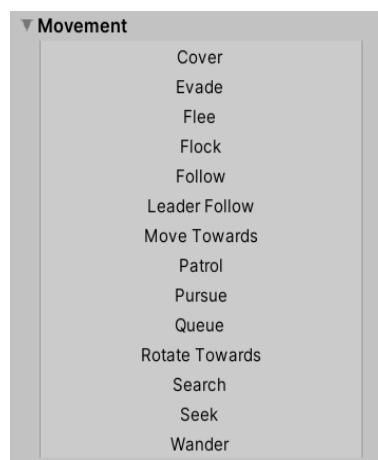 Movement
Cover
Evade
Flee
Flock
Follow
Leader Follow
Move Towards
Patrol
Pursue
Queue
Rotate Towards
Search
Seek
Wander